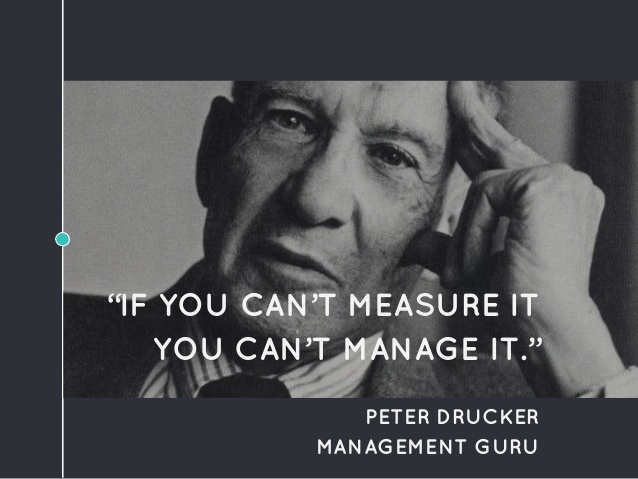 “IF YOU CAN’T MEASURE IT
YOU CAN’T MANAGE IT.”
PETER DRUCKER
MANAGEMENT GURU